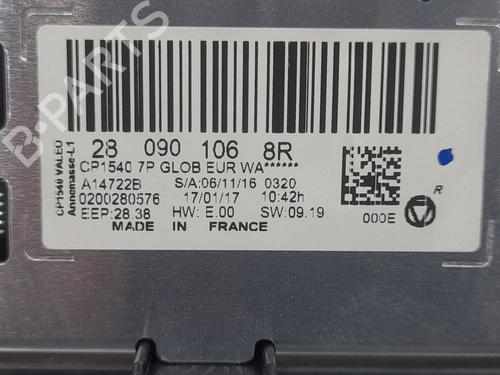 CP1540 VALEO
Annemasse-L1
28 090 106 8R
CP1540 7P GLOB EUR WA******
A14722B S/A:06/11/16 0320
0200280576 17/01/17 10:42h
EEP:28.38 HW: E.00 SW:09.19
MADE IN FRANCE
000E
R
B-PARTS